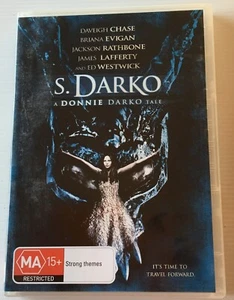 DAVEIGH CHASE
BRIANA EVIGAN
JACKSON RATHBONE
JAMES LAFFERTY
AND ED WESTWICK
S. DARKO
A DONNIE DARKO TALE
MA 15+ Strong themes
RESTRICTED
IT'S TIME TO
TRAVEL FORWARD.